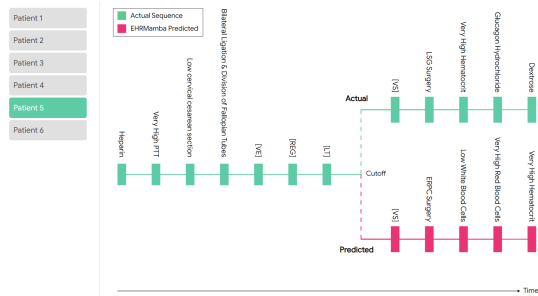 Patient 1
Patient 2
Patient 3
Patient 4
Patient 5
Patient 6
Actual Sequence
EHRMamba Predicted
Heparin
Very High PTT
Low cervical cesarean section
Bilateral Ligation & Division of Fallopian Tubes
[VE]
[REG]
[LT]
Cutoff
Actual
[VS]
LSG Surgery
Very High Hematocrit
Glucagon Hydrochloride
Dextrose
Predicted
[VS]
ERPC Surgery
Low White Blood Cells
Very High Red Blood Cells
Very High Hematocrit
Time